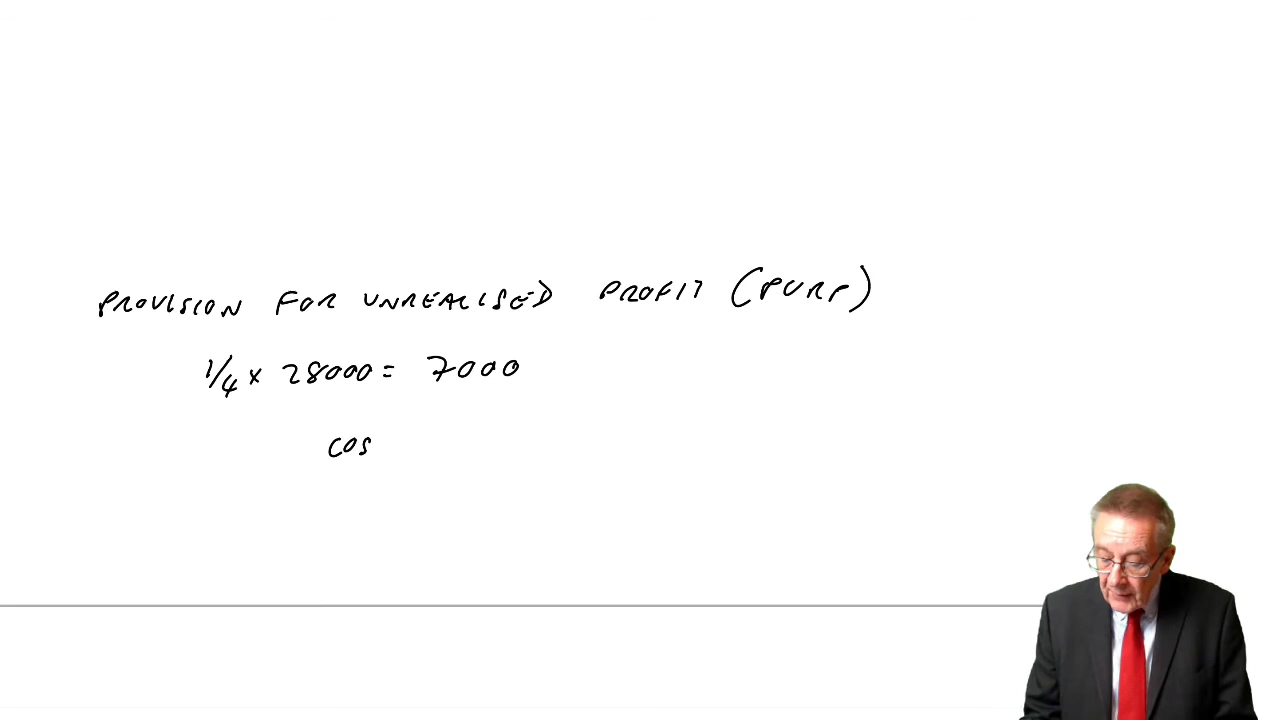 PROVISION FOR UNREALISED PROFIT (PURP)
1/4 x 28000 = 7000
COS